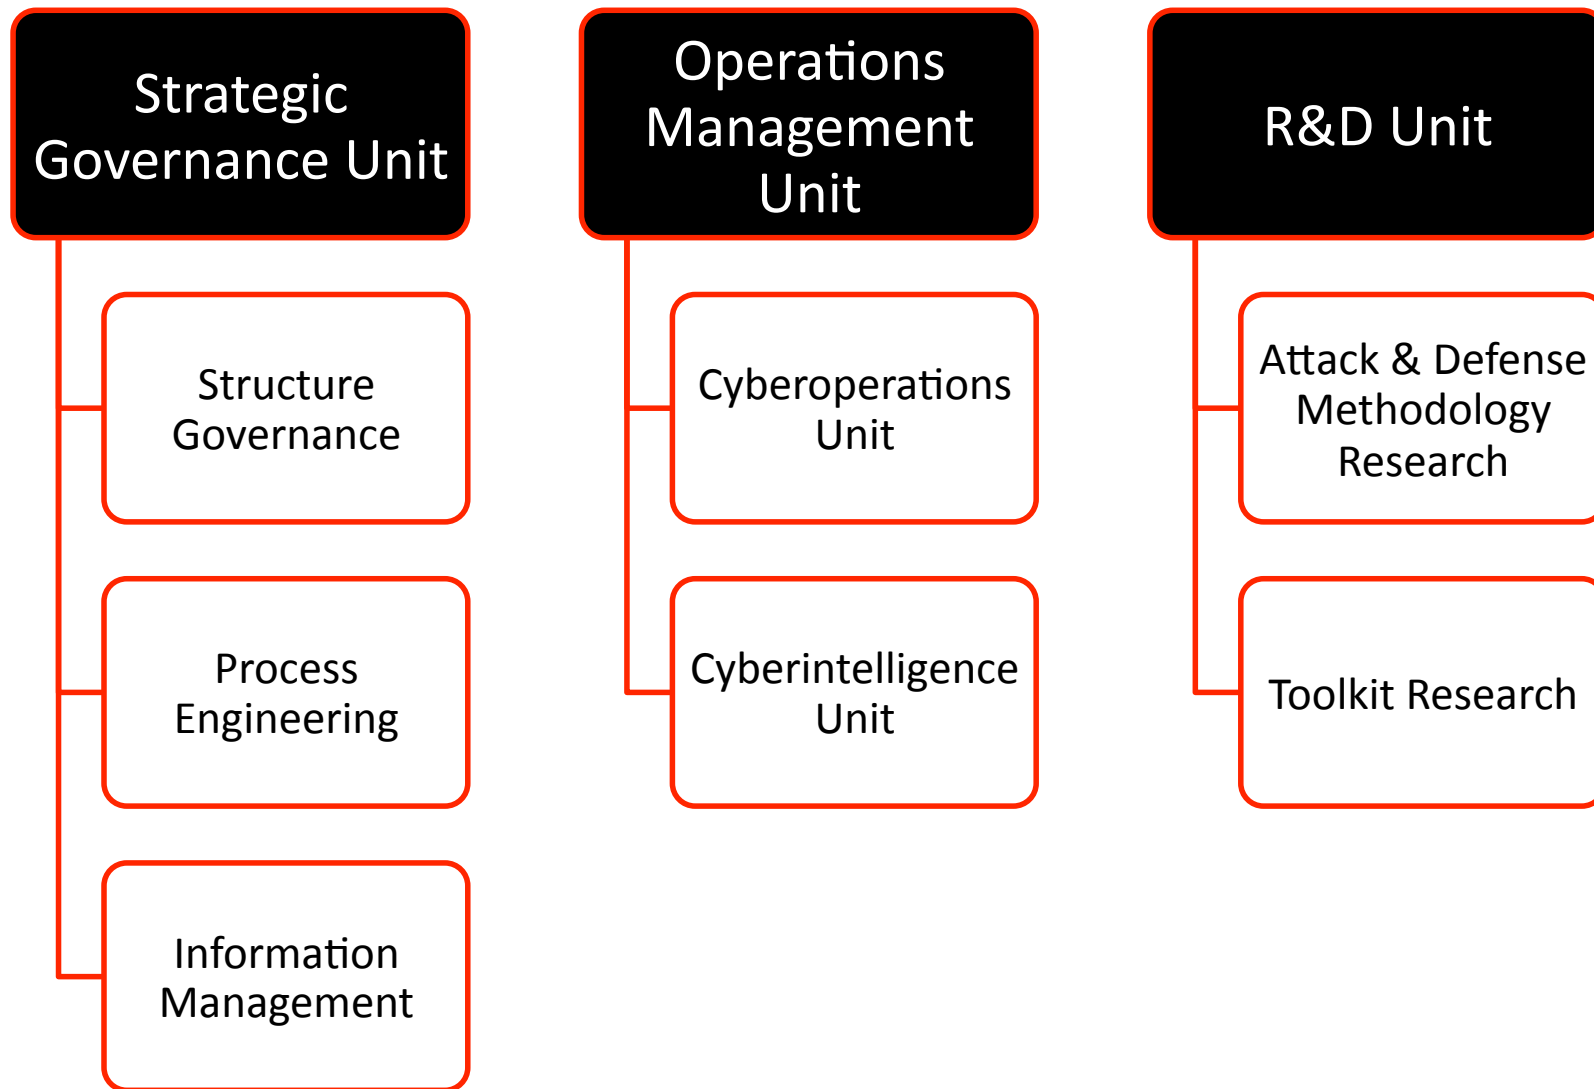 Strategic
Governance Unit
Structure
Governance
Process
Engineering
Information
Management
Operations
Management
Unit
Cyberoperations
Unit
Cyberintelligence
Unit
R&D Unit
Attack & Defense
Methodology
Research
Toolkit Research